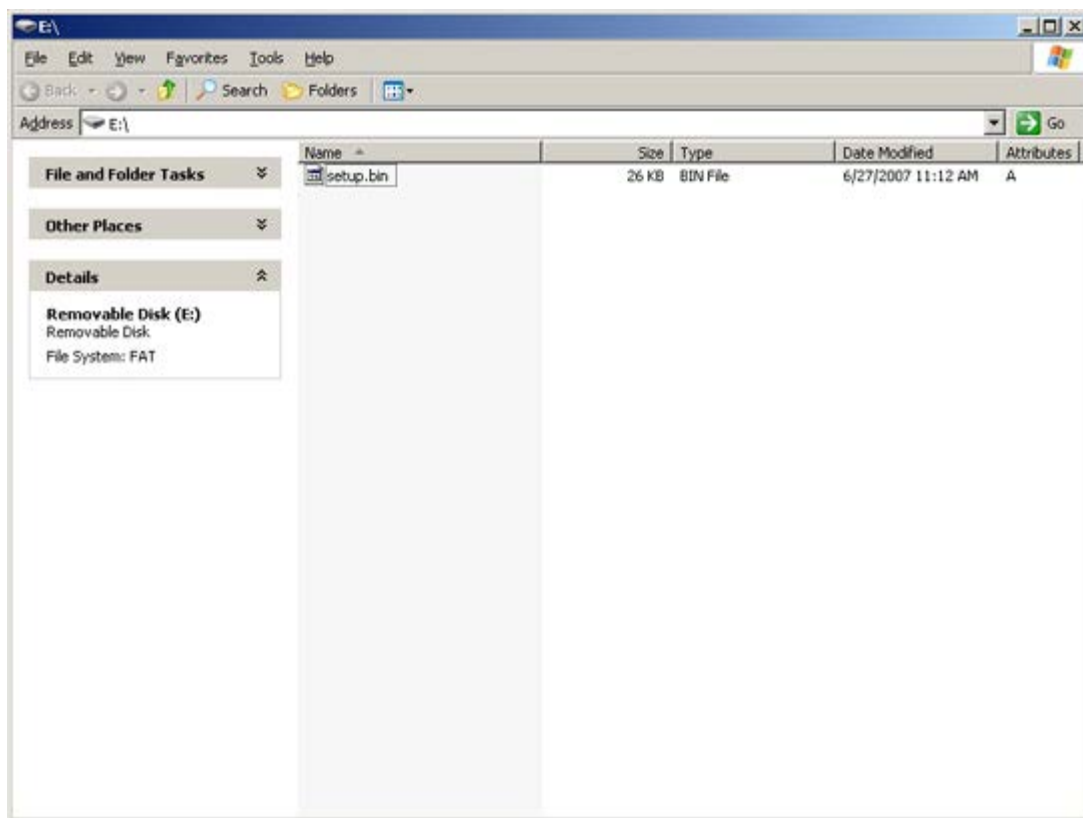 E:\
File Edit View Favorites Tools Help
Back Search Folders
Address E:\ Go
Name Size Type Date Modified Attributes
setup.bin 26 KB BIN File 6/27/2007 11:12 AM A
File and Folder Tasks
Other Places
Details
Removable Disk (E:)
Removable Disk
File System: FAT